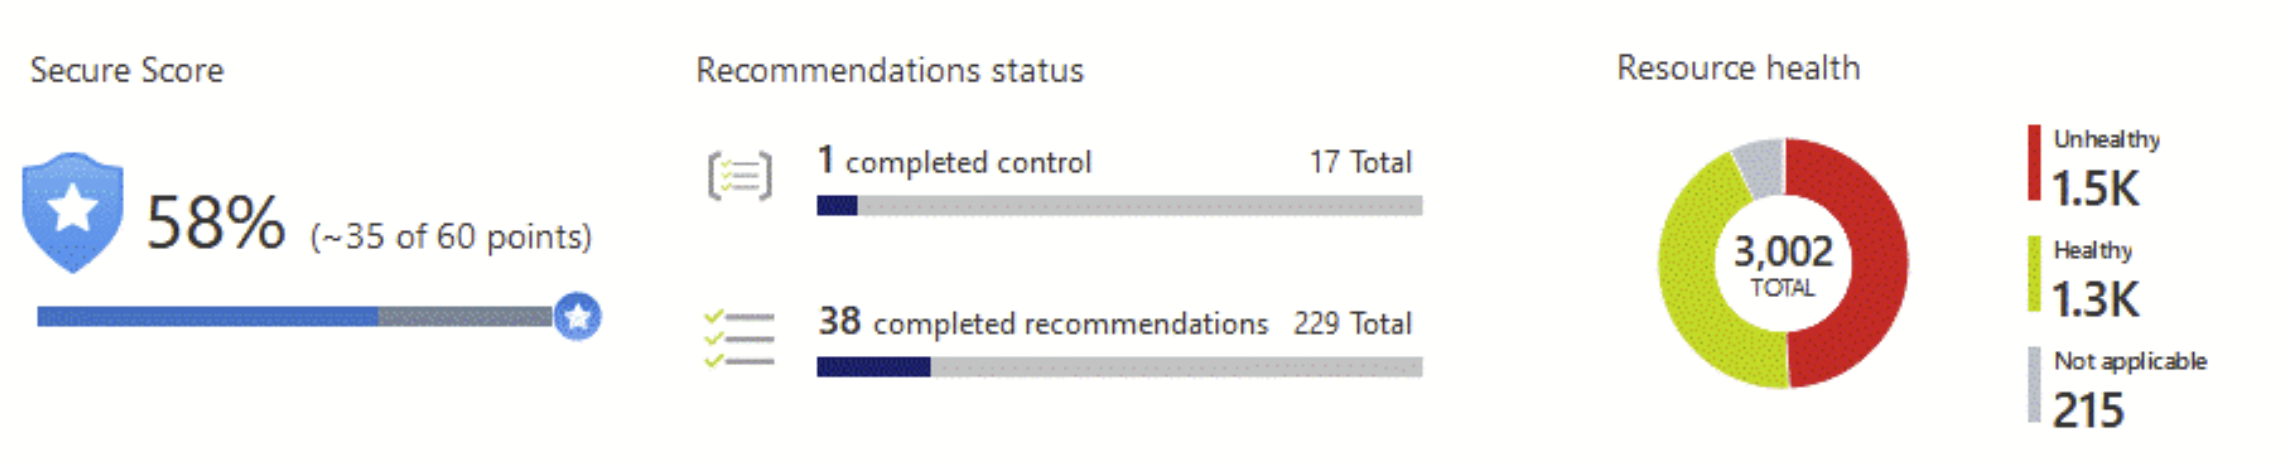 Secure Score
58% (~35 of 60 points)
Recommendations status
1 completed control 17 Total
38 completed recommendations 229 Total
Resource health
3,002
TOTAL
Unhealthy
1.5K
Healthy
1.3K
Not applicable
215